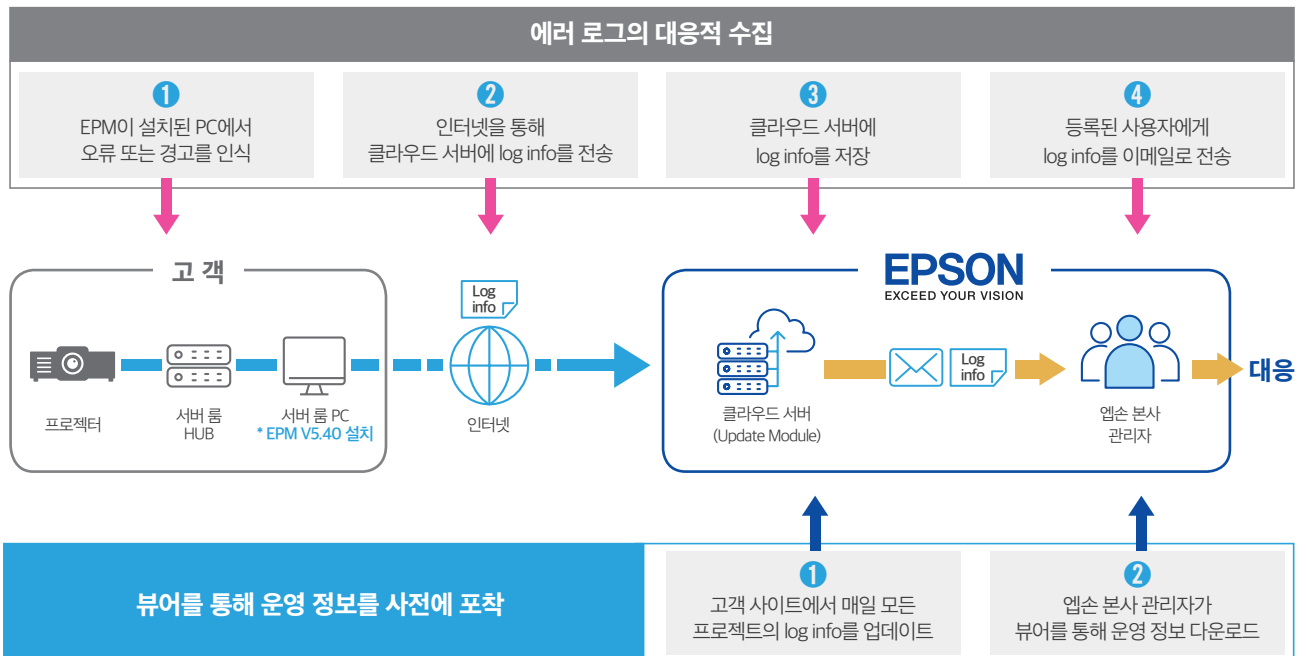 에러 로그의 대응적 수집
1
EPM이 설치된 PC에서
오류 또는 경고를 인식
2
인터넷을 통해
클라우드 서버에 log info를 전송
3
클라우드 서버에
log info를 저장
4
등록된 사용자에게
log info를 이메일로 전송
고 객
프로젝터
서버 룸
HUB
서버 룸 PC
* EPM V5.40 설치
Log
info
인터넷
EPSON
EXCEED YOUR VISION
클라우드 서버
(Update Module)
Log
info
엡손 본사
관리자
대응
뷰어를 통해 운영 정보를 사전에 포착
1
고객 사이트에서 매일 모든
프로젝트의 log info를 업데이트
2
엡손 본사 관리자가
뷰어를 통해 운영 정보 다운로드